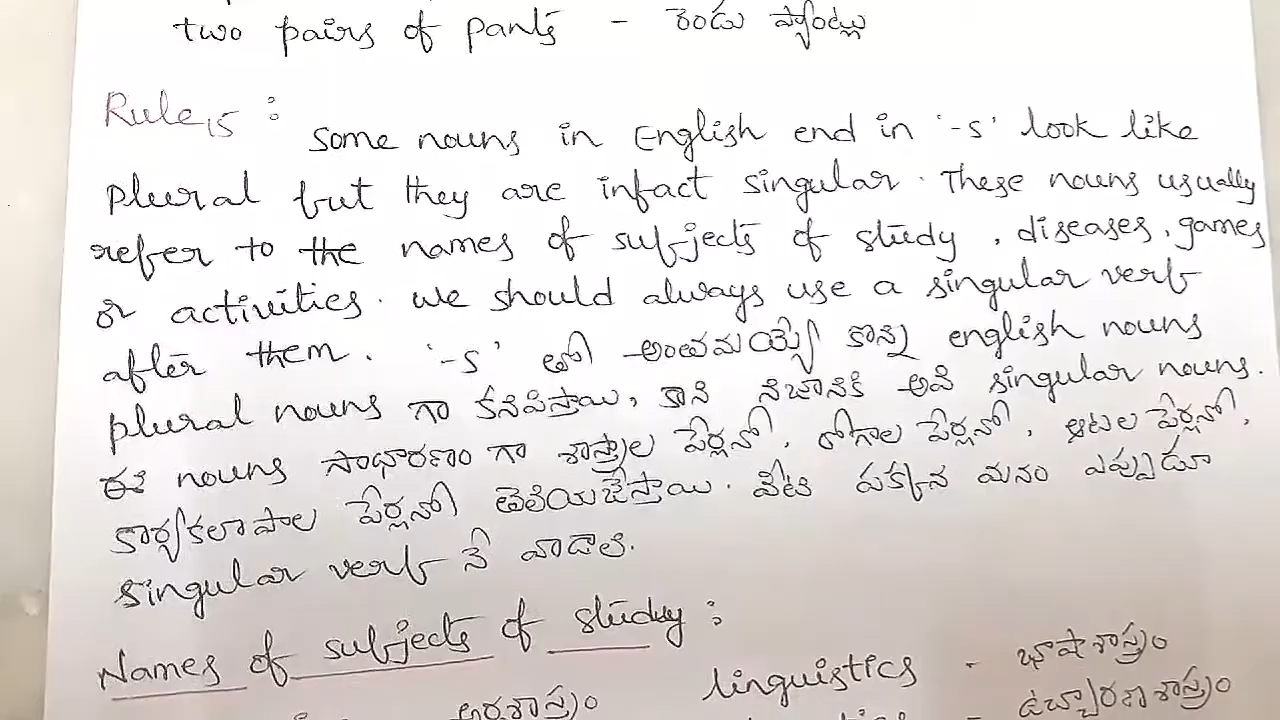 two pairs of pants - రెండు ప్యాంట్లు
Rule 15 : Some nouns in English end in '-s' look like
plural but they are infact singular. These nouns usually
refer to the names of subjects of study, diseases, games
or activities. We should always use a singular verb
after them. '-s' తో అంతమయ్యే కొన్ని english nouns
plural nouns గా కనిపిస్తాయి, కాని నిజానికి అవి singular nouns.
ఈ nouns సాధారణం గా శాస్త్రాల పేర్లనో, రోగాల పేర్లనో, ఆటల పేర్లనో,
కార్యకలాపాల పేర్లనో తెలియజేస్తాయి. వీటి పక్కన మనం ఎప్పుడూ
singular verb నే వాడాలి.
Names of subjects of study :
linguistics - భాషాశాస్త్రం
అర్థశాస్త్రం
ఉచ్చారణశాస్త్రం